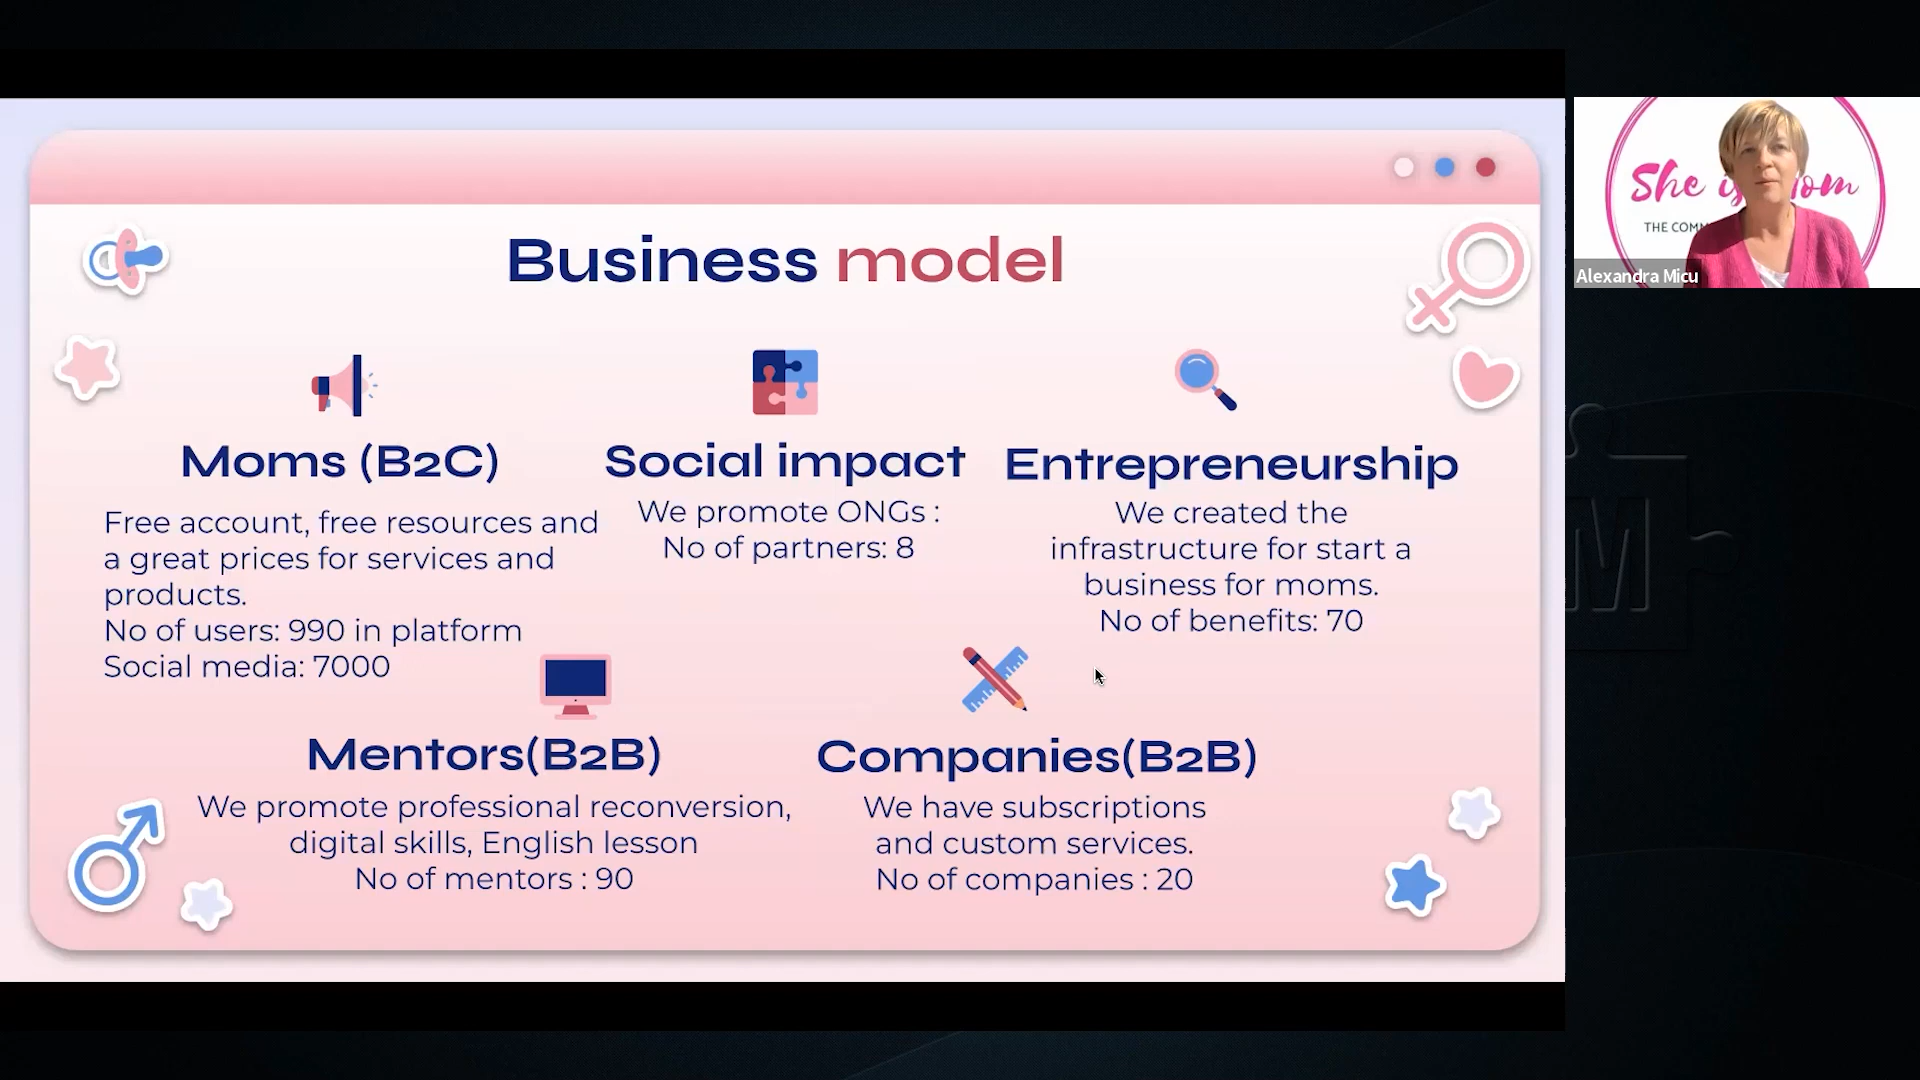 Business model
Moms (B2C)
Free account, free resources and
a great prices for services and
products.
No of users: 990 in platform
Social media: 7000
Social impact
We promote ONGs :
No of partners: 8
Entrepreneurship
We created the
infrastructure for start a
business for moms.
No of benefits: 70
Mentors(B2B)
We promote professional reconversion,
digital skills, English lesson
No of mentors : 90
Companies(B2B)
We have subscriptions
and custom services.
No of companies : 20
She is
THE
Alexandra Micu
M